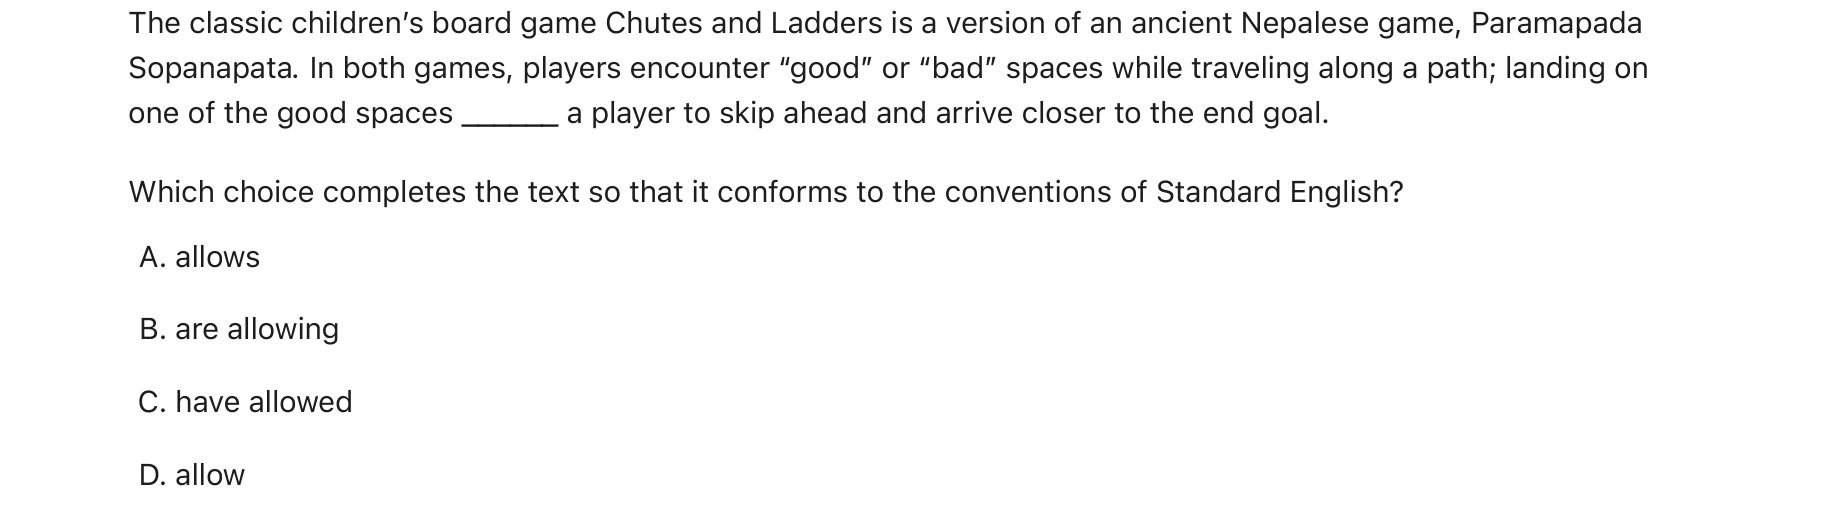 The classic children’s board game Chutes and Ladders is a version of an ancient Nepalese game, Paramapada
Sopanapata. In both games, players encounter “good” or “bad” spaces while traveling along a path; landing on
one of the good spaces ______ a player to skip ahead and arrive closer to the end goal.
Which choice completes the text so that it conforms to the conventions of Standard English?
A. allows
B. are allowing
C. have allowed
D. allow